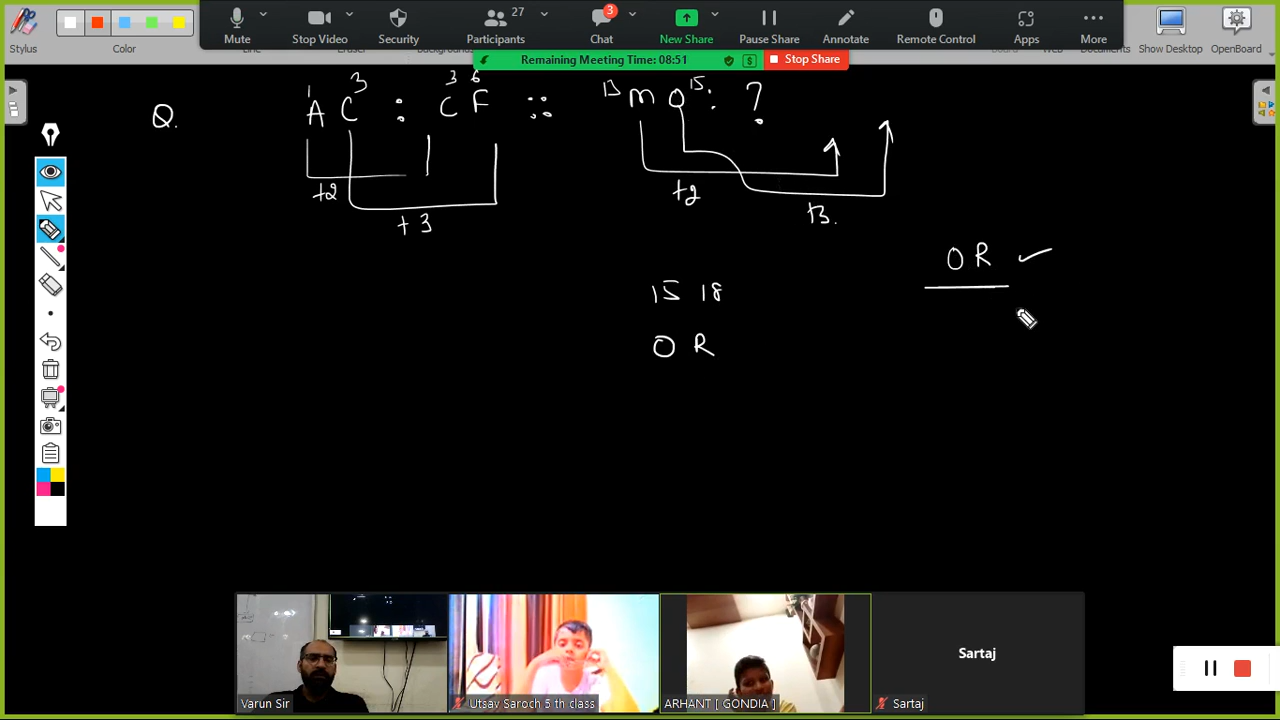 27
3
Mute
Stop Video
Security
Participants
Chat
New Share
Pause Share
Annotate
Remote Control
Apps
More
Stylus
Color
Show Desktop
OpenBoard
Remaining Meeting Time: 08:51
$
Stop Share
1 3 3 6 13 15
Q. A C : C F :: M O : ?
+2 +2
+3 +3.
O R ✓
15 18
O R
Sartaj
Varun Sir
Utsav Saroch 5 th class
ARHANT [ GONDIA ]
Sartaj